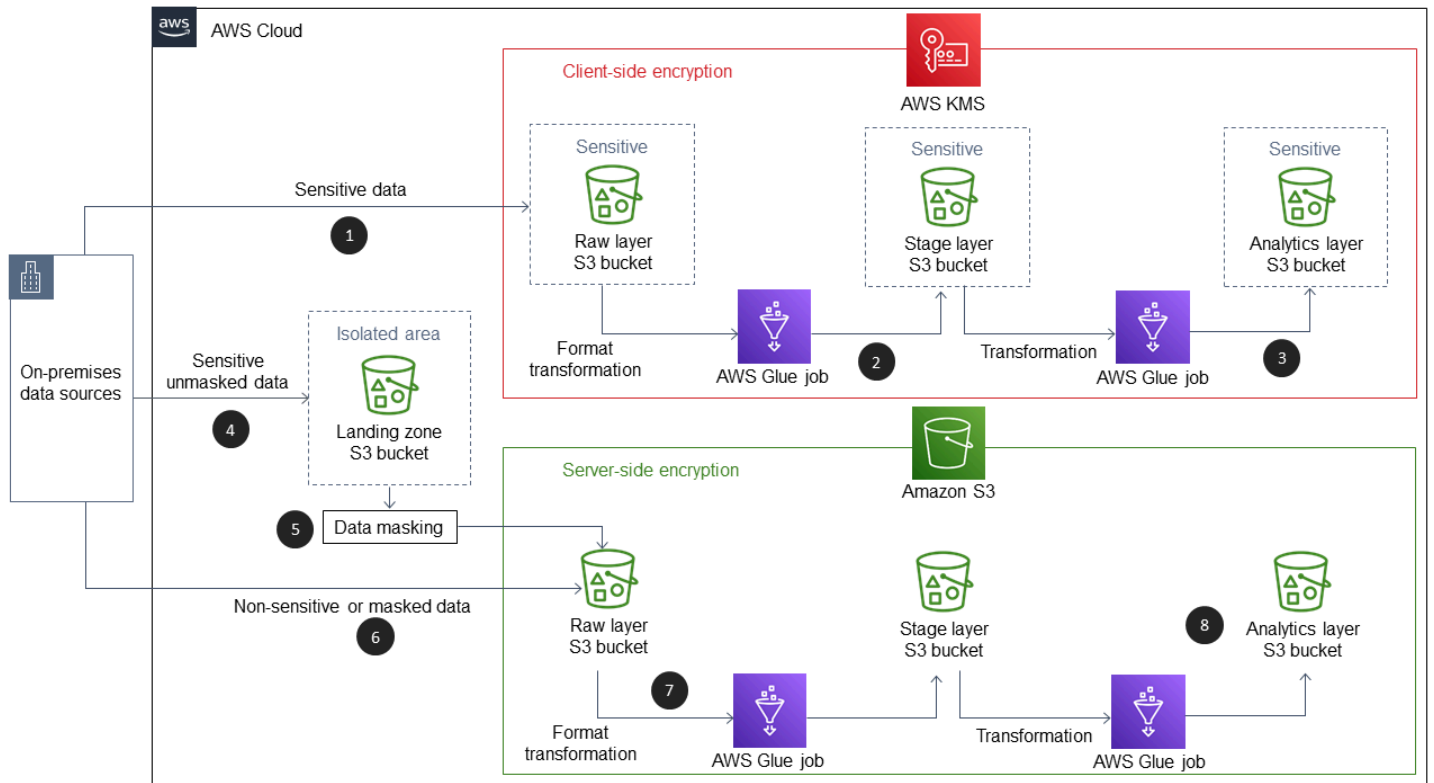 aws
AWS Cloud
Client-side encryption
AWS KMS
Sensitive
Sensitive
Sensitive
Sensitive data
1
Raw layer
S3 bucket
Stage layer
S3 bucket
Analytics layer
S3 bucket
Isolated area
Format
transformation
AWS Glue job
2
Transformation
AWS Glue job
3
On-premises
data sources
Sensitive
unmasked data
4
Landing zone
S3 bucket
Server-side encryption
Amazon S3
5
Data masking
Non-sensitive or masked data
6
Raw layer
S3 bucket
Stage layer
S3 bucket
8
Analytics layer
S3 bucket
7
Format
transformation
AWS Glue job
Transformation
AWS Glue job